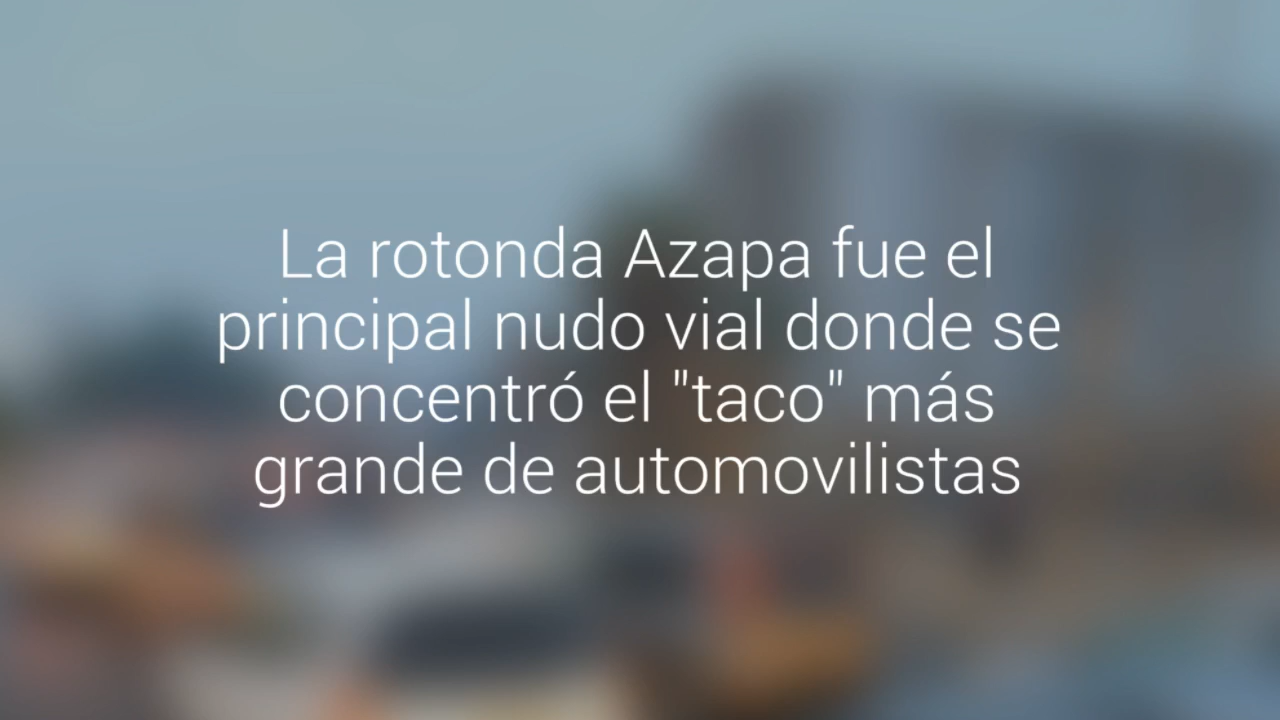 La rotonda Azapa fue el
principal nudo vial donde se
concentró el "taco" más
grande de automovilistas